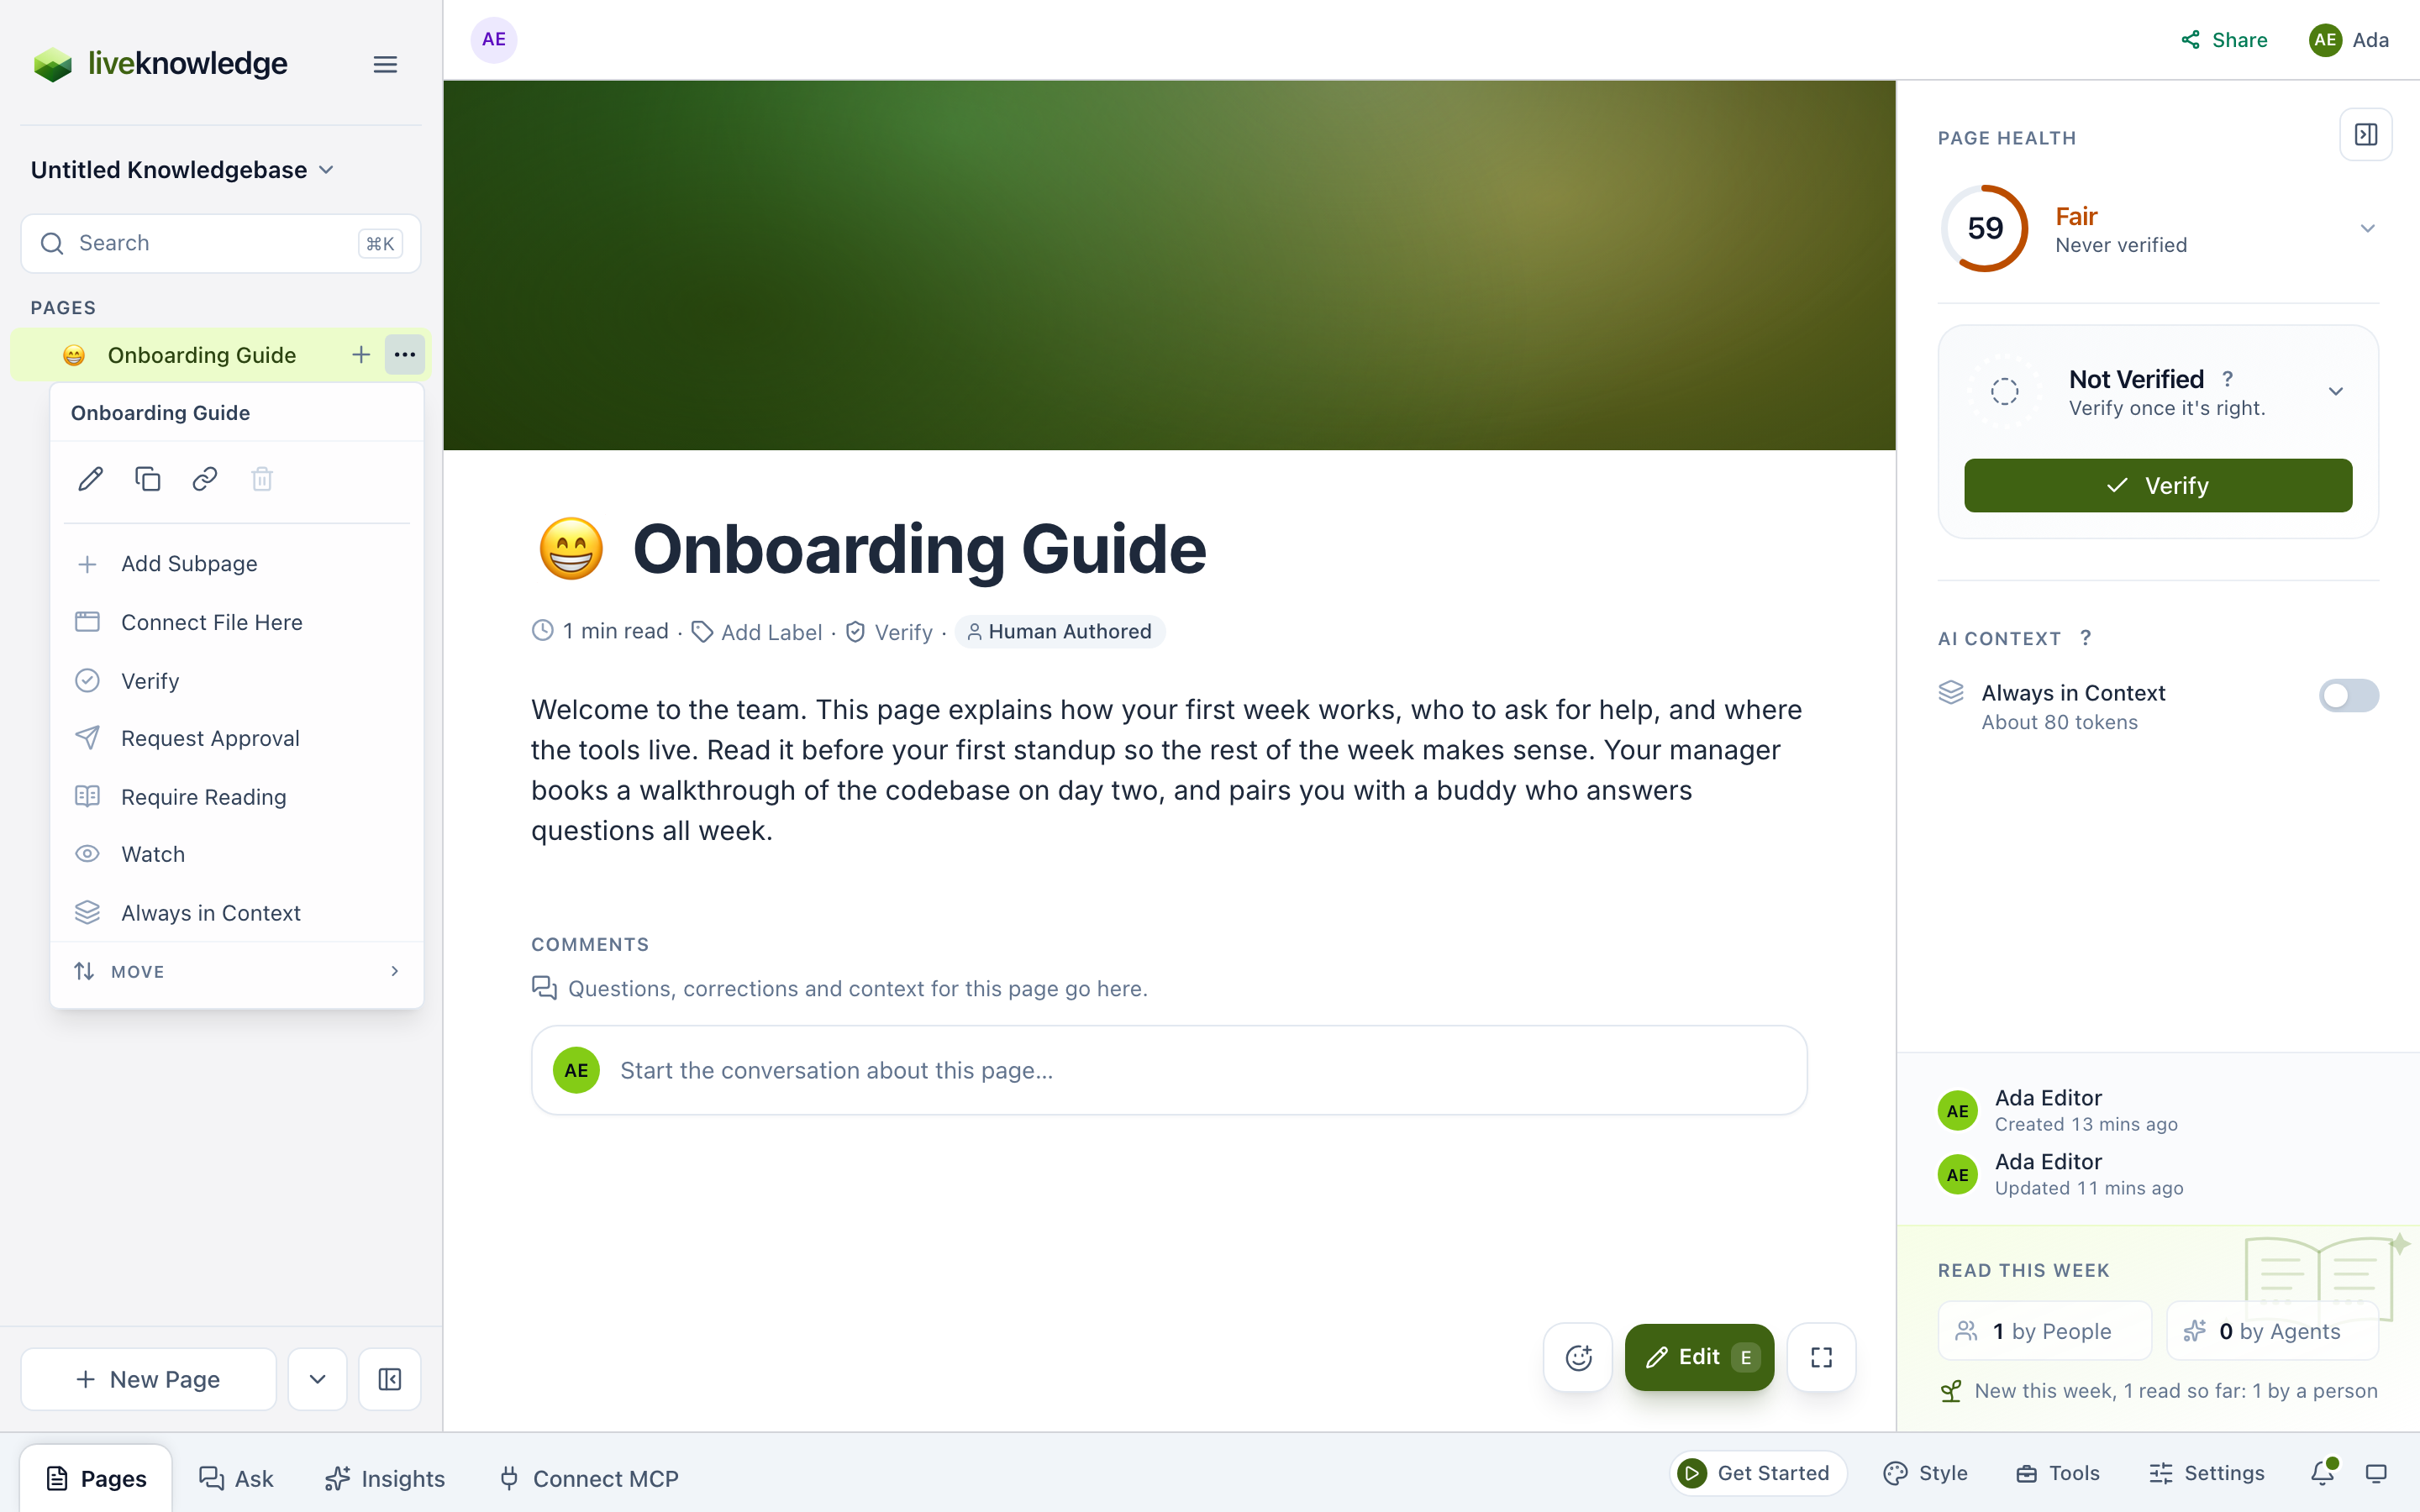 liveknowledge
Untitled Knowledgebase
Search ⌘K
PAGES
Onboarding Guide
Onboarding Guide
Add Subpage
Connect File Here
Verify
Request Approval
Require Reading
Watch
Always in Context
MOVE
New Page
AE
Share
AE Ada
Onboarding Guide
1 min read · Add Label · Verify · Human Authored
Welcome to the team. This page explains how your first week works, who to ask for help, and where
the tools live. Read it before your first standup so the rest of the week makes sense. Your manager
books a walkthrough of the codebase on day two, and pairs you with a buddy who answers
questions all week.
COMMENTS
Questions, corrections and context for this page go here.
AE Start the conversation about this page...
Edit E
PAGE HEALTH
59
Fair
Never verified
Not Verified ?
Verify once it's right.
Verify
AI CONTEXT ?
Always in Context
About 80 tokens
AE Ada Editor
Created 13 mins ago
AE Ada Editor
Updated 11 mins ago
READ THIS WEEK
1 by People
0 by Agents
New this week, 1 read so far: 1 by a person
Pages
Ask
Insights
Connect MCP
Get Started
Style
Tools
Settings